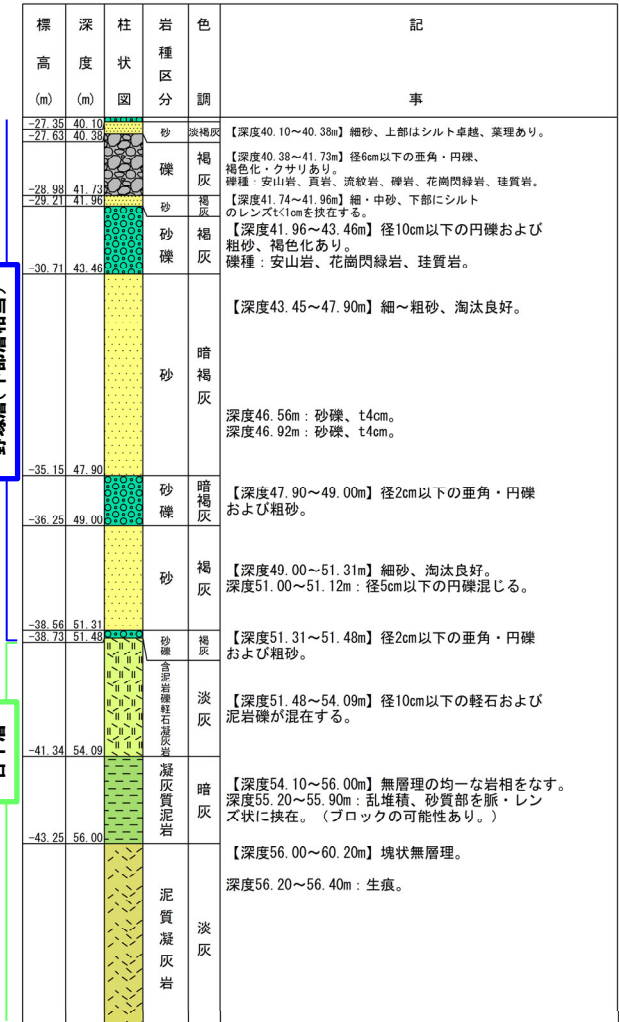 標高(m) 深度(m) 柱状図 岩種区分 色調 記事
-27.35 40.10
-27.63 40.38 砂 淡褐灰 【深度40.10～40.38m】細砂、上部はシルト卓越、葉理あり。
礫 褐灰 【深度40.38～41.73m】径6cm以下の亜角・円礫、
褐色化・クサリあり。
礫種：安山岩、頁岩、流紋岩、礫岩、花崗閃緑岩、珪質岩。
-28.98 41.73
-29.21 41.96 砂 褐灰 【深度41.74～41.96m】細・中砂、下部にシルト
のレンズt<1cmを挟在する。
砂礫 褐灰 【深度41.96～43.46m】径10cm以下の円礫および
粗砂、褐色化あり。
礫種：安山岩、花崗閃緑岩、珪質岩。
-30.71 43.46
砂 暗褐灰 【深度43.45～47.90m】細～粗砂、淘汰良好。
深度46.56m：砂礫、t4cm。
深度46.92m：砂礫、t4cm。
-35.15 47.90
砂礫 暗褐灰 【深度47.90～49.00m】径2cm以下の亜角・円礫
および粗砂。
-36.25 49.00
砂 褐灰 【深度49.00～51.31m】細砂、淘汰良好。
深度51.00～51.12m：径5cm以下の円礫混じる。
-38.56 51.31
-38.73 51.48 砂礫 褐灰 【深度51.31～51.48m】径2cm以下の亜角・円礫
および粗砂。
含泥岩礫軽石凝灰岩 淡灰 【深度51.48～54.09m】径10cm以下の軽石および
泥岩礫が混在する。
-41.34 54.09
凝灰質泥岩 暗灰 【深度54.10～56.00m】無層理の均一な岩相をなす。
深度55.20～55.90m：乱堆積、砂質部を脈・レン
ズ状に挟在。（ブロックの可能性あり。）
-43.25 56.00
泥質凝灰岩 淡灰 【深度56.00～60.20m】塊状無層理。
深度56.20～56.40m：生痕。